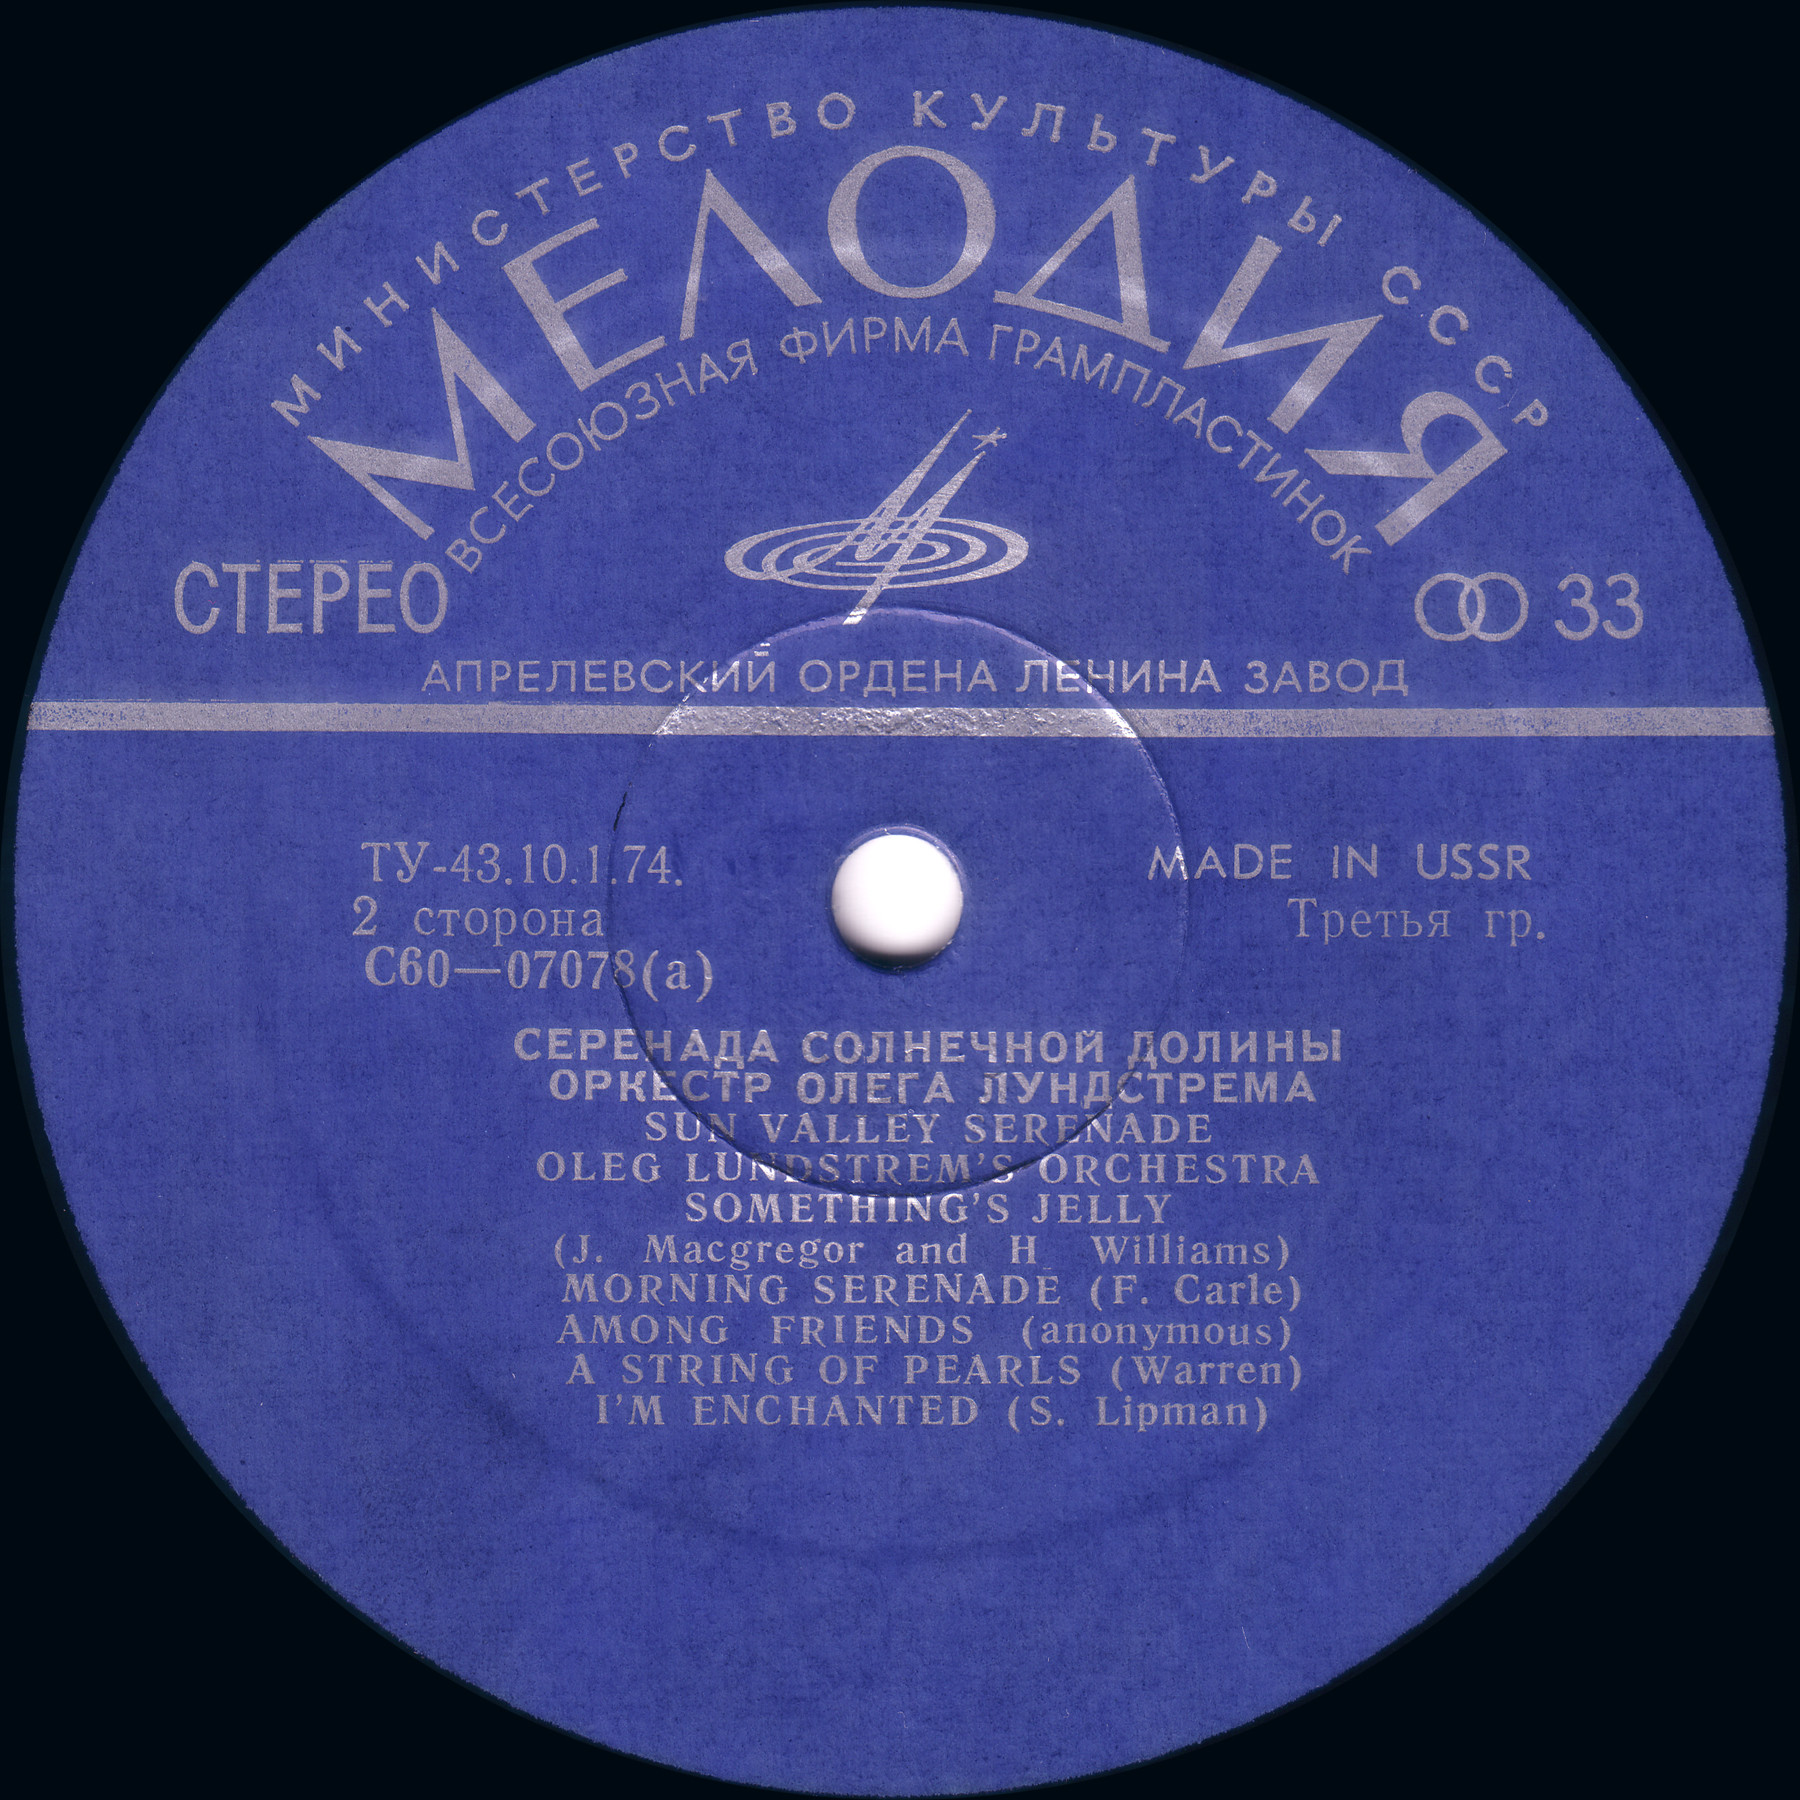 МИНИСТЕРСТВО КУЛЬТУРЫ СССР
МЕЛОДИЯ
ВСЕСОЮЗНАЯ ФИРМА ГРАМПЛАСТИНОК
СТЕРЕО
33
АПРЕЛЕВСКИЙ ОРДЕНА ЛЕНИНА ЗАВОД
ТУ-43.10.1.74.
MADE IN USSR
2 сторона
Третья гр.
С60—07078(а)
СЕРЕНАДА СОЛНЕЧНОЙ ДОЛИНЫ
ОРКЕСТР ОЛЕГА ЛУНДСТРЕМА
SUN VALLEY SERENADE
OLEG LUNDSTREM'S ORCHESTRA
SOMETHING'S JELLY
(J. Macgregor and H. Williams)
MORNING SERENADE (F. Carle)
AMONG FRIENDS (anonymous)
A STRING OF PEARLS (Warren)
I'M ENCHANTED (S. Lipman)